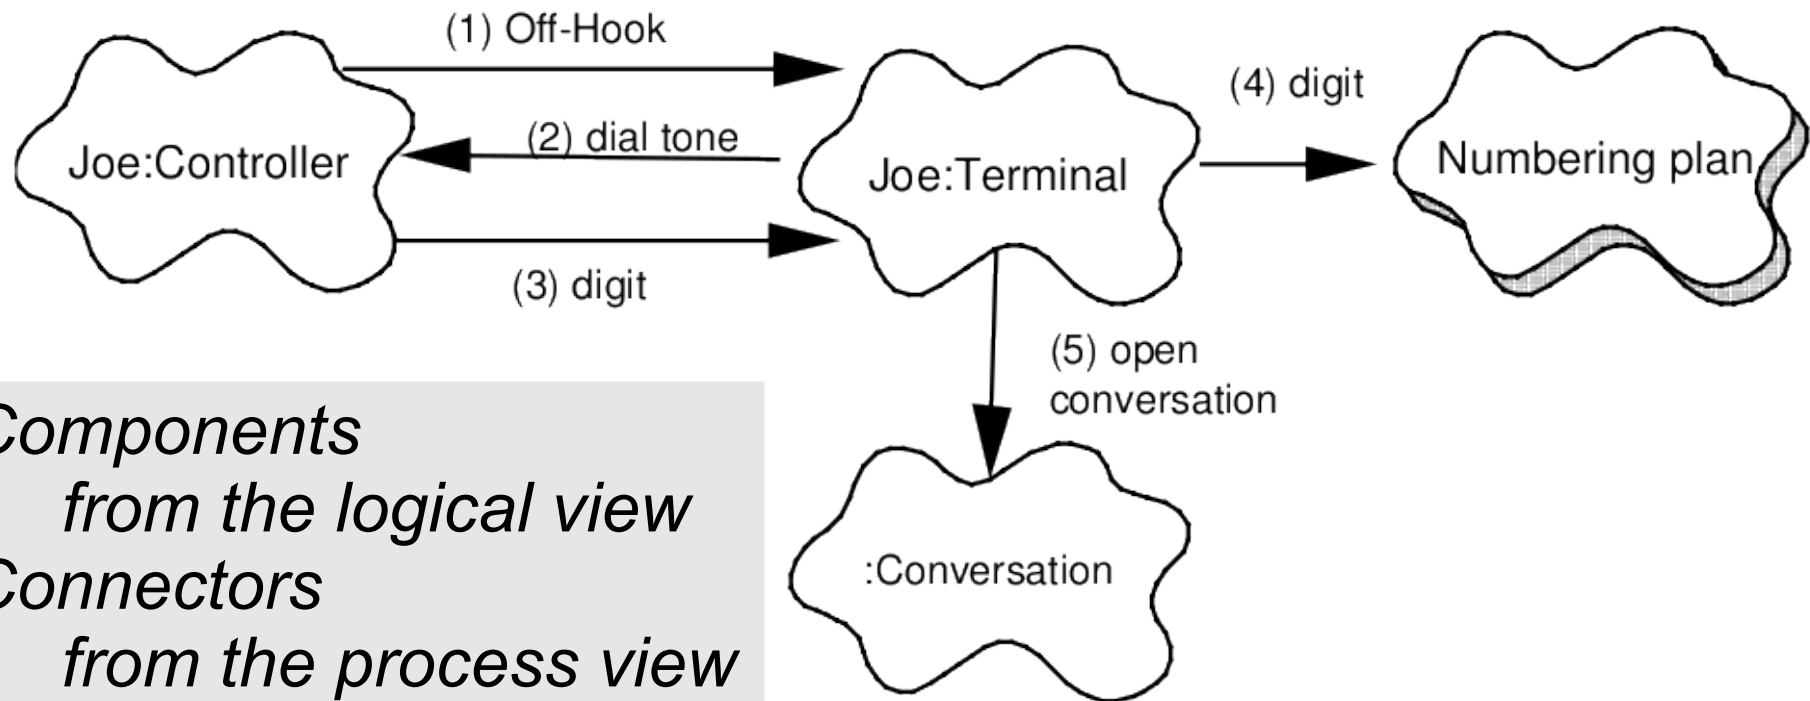 (1) Off-Hook
(2) dial tone
(3) digit
(4) digit
Joe:Controller
Joe:Terminal
Numbering plan
(5) open
conversation
:Conversation
Components
from the logical view
Connectors
from the process view